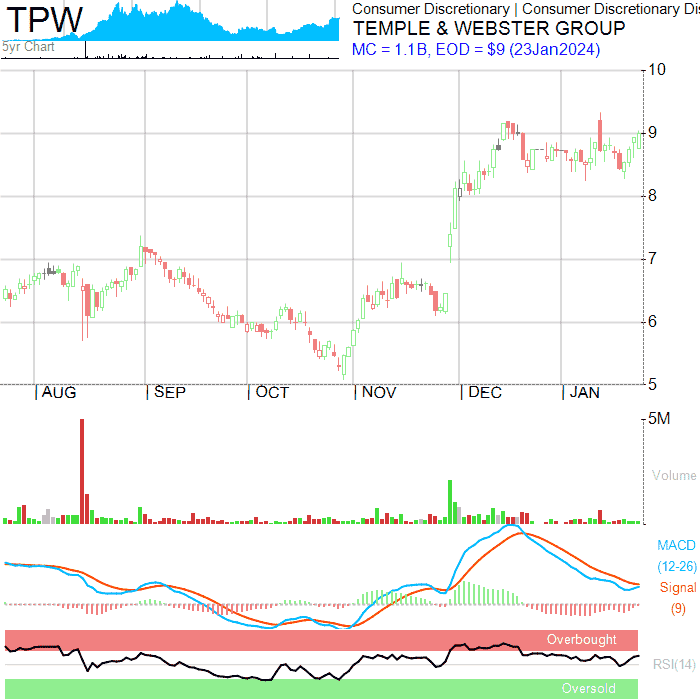 TPW
5yr Chart
Consumer Discretionary | Consumer Discretionary Dis
TEMPLE & WEBSTER GROUP
MC = 1.1B, EOD = $9 (23Jan2024)
10
9
8
7
6
5
| AUG | SEP | OCT | NOV | DEC | JAN
5M
Volume
MACD
(12-26)
Signal
(9)
Overbought
RSI(14)
Oversold